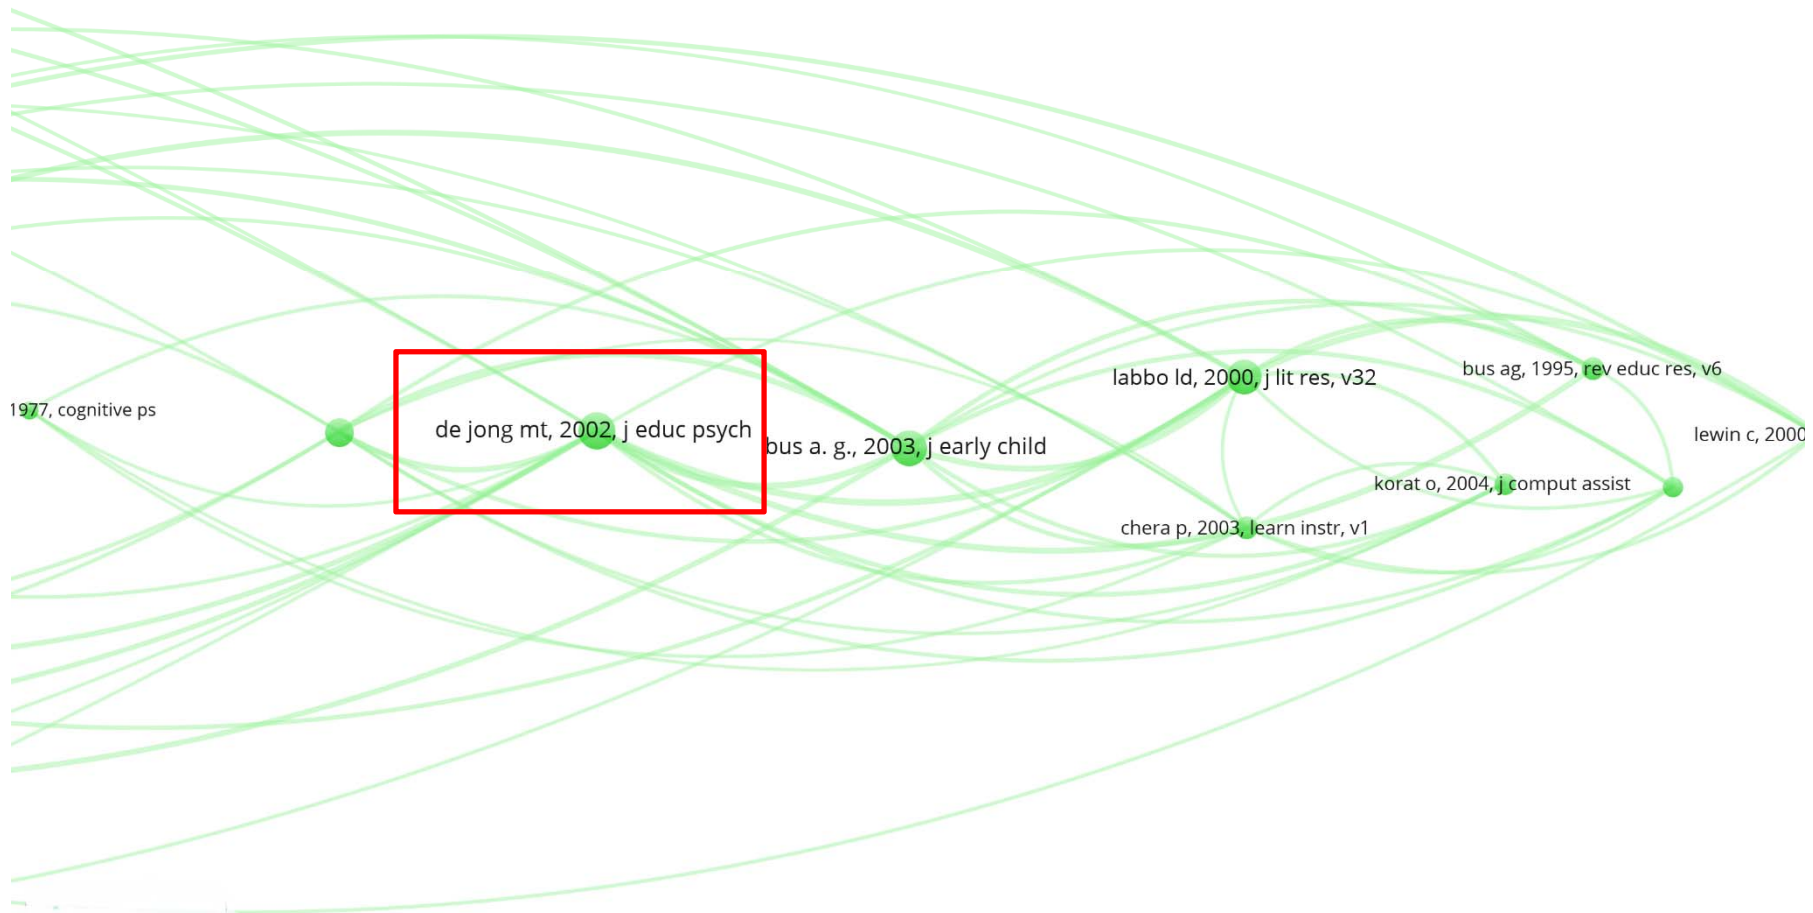 labbo ld, 2000, j lit res, v32
bus ag, 1995, rev educ res, v6
1977, cognitive ps
de jong mt, 2002, j educ psych
bus a. g., 2003, j early child
lewin c, 2000
korat o, 2004, j comput assist
chera p, 2003, learn instr, v1